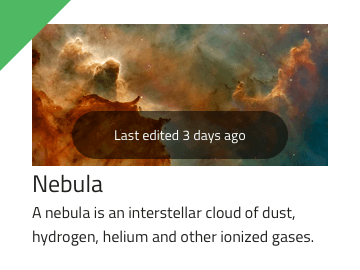 Last edited 3 days ago
Nebula
A nebula is an interstellar cloud of dust,
hydrogen, helium and other ionized gases.